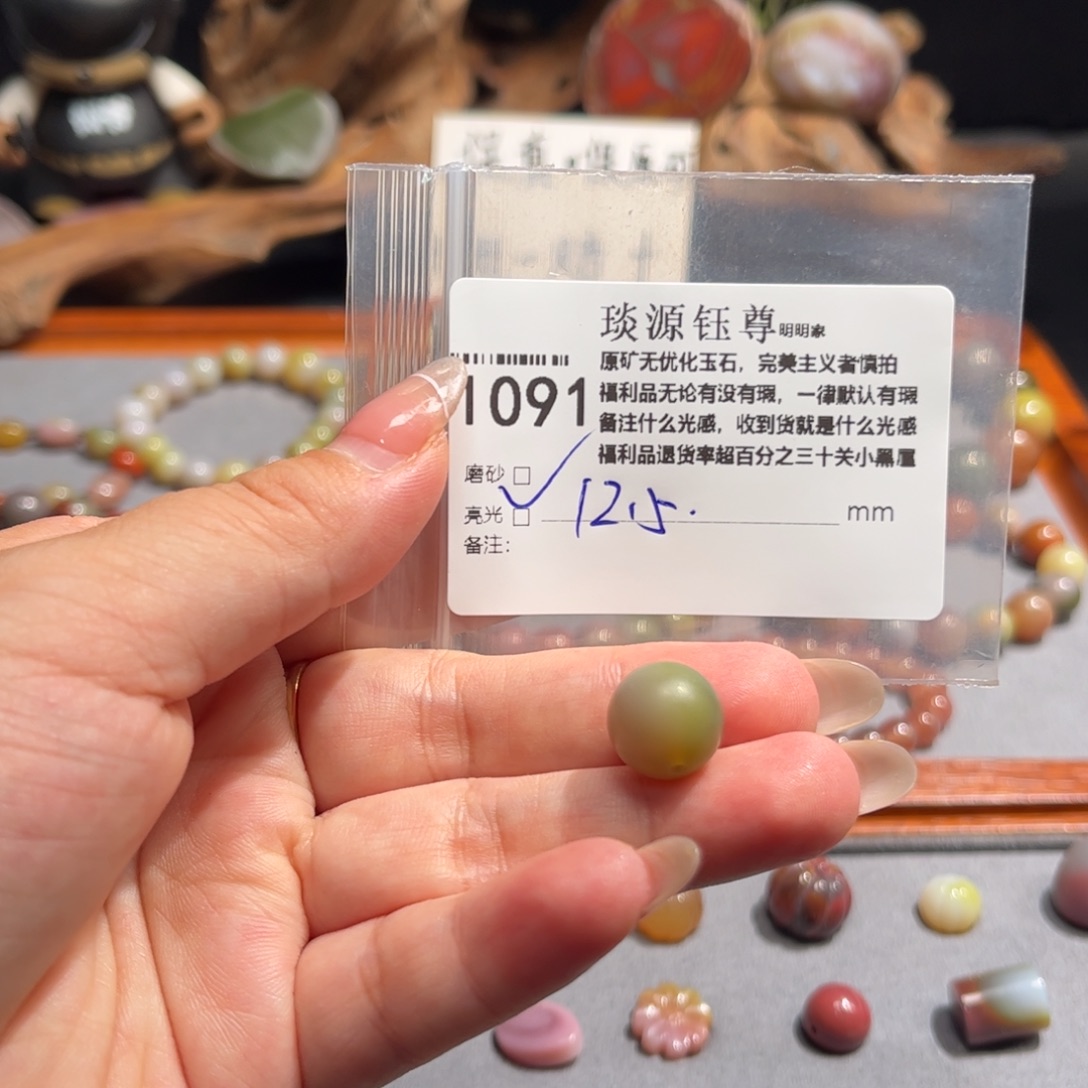 琰源钰尊明明家
原矿无优化玉石，完美主义者慎拍
1091
福利品无论有没有瑕，一律默认有瑕
备注什么光感，收到货就是什么光感
福利品退货率超百分之三十关小黑屋
磨砂□
亮光□ 12.5. mm
备注：